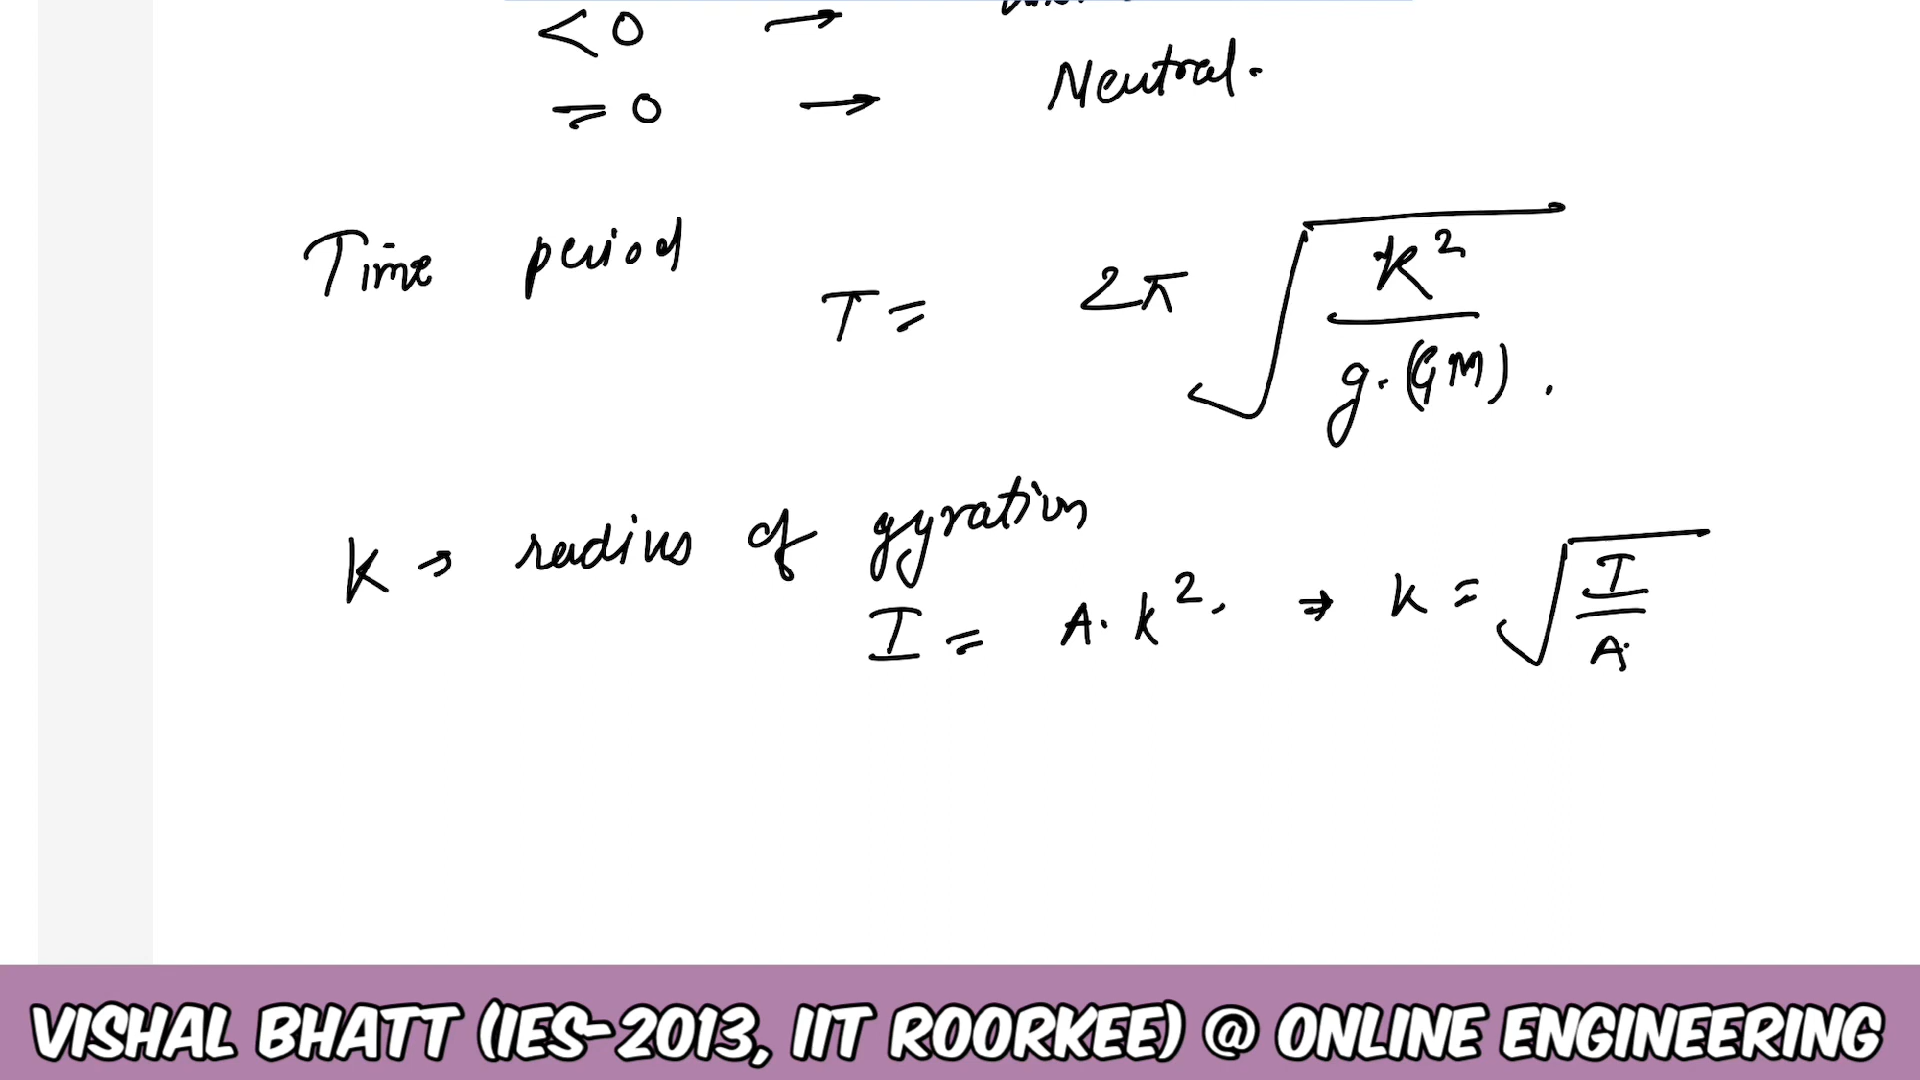 < 0 →
= 0 → Neutral.
Time period
T = 2π √(k² / g.(GM)).
K → radius of gyration
I = A. k². ⇒ k = √(I / A)
VISHAL BHATT (IES-2013, IIT ROORKEE) @ ONLINE ENGINEERING